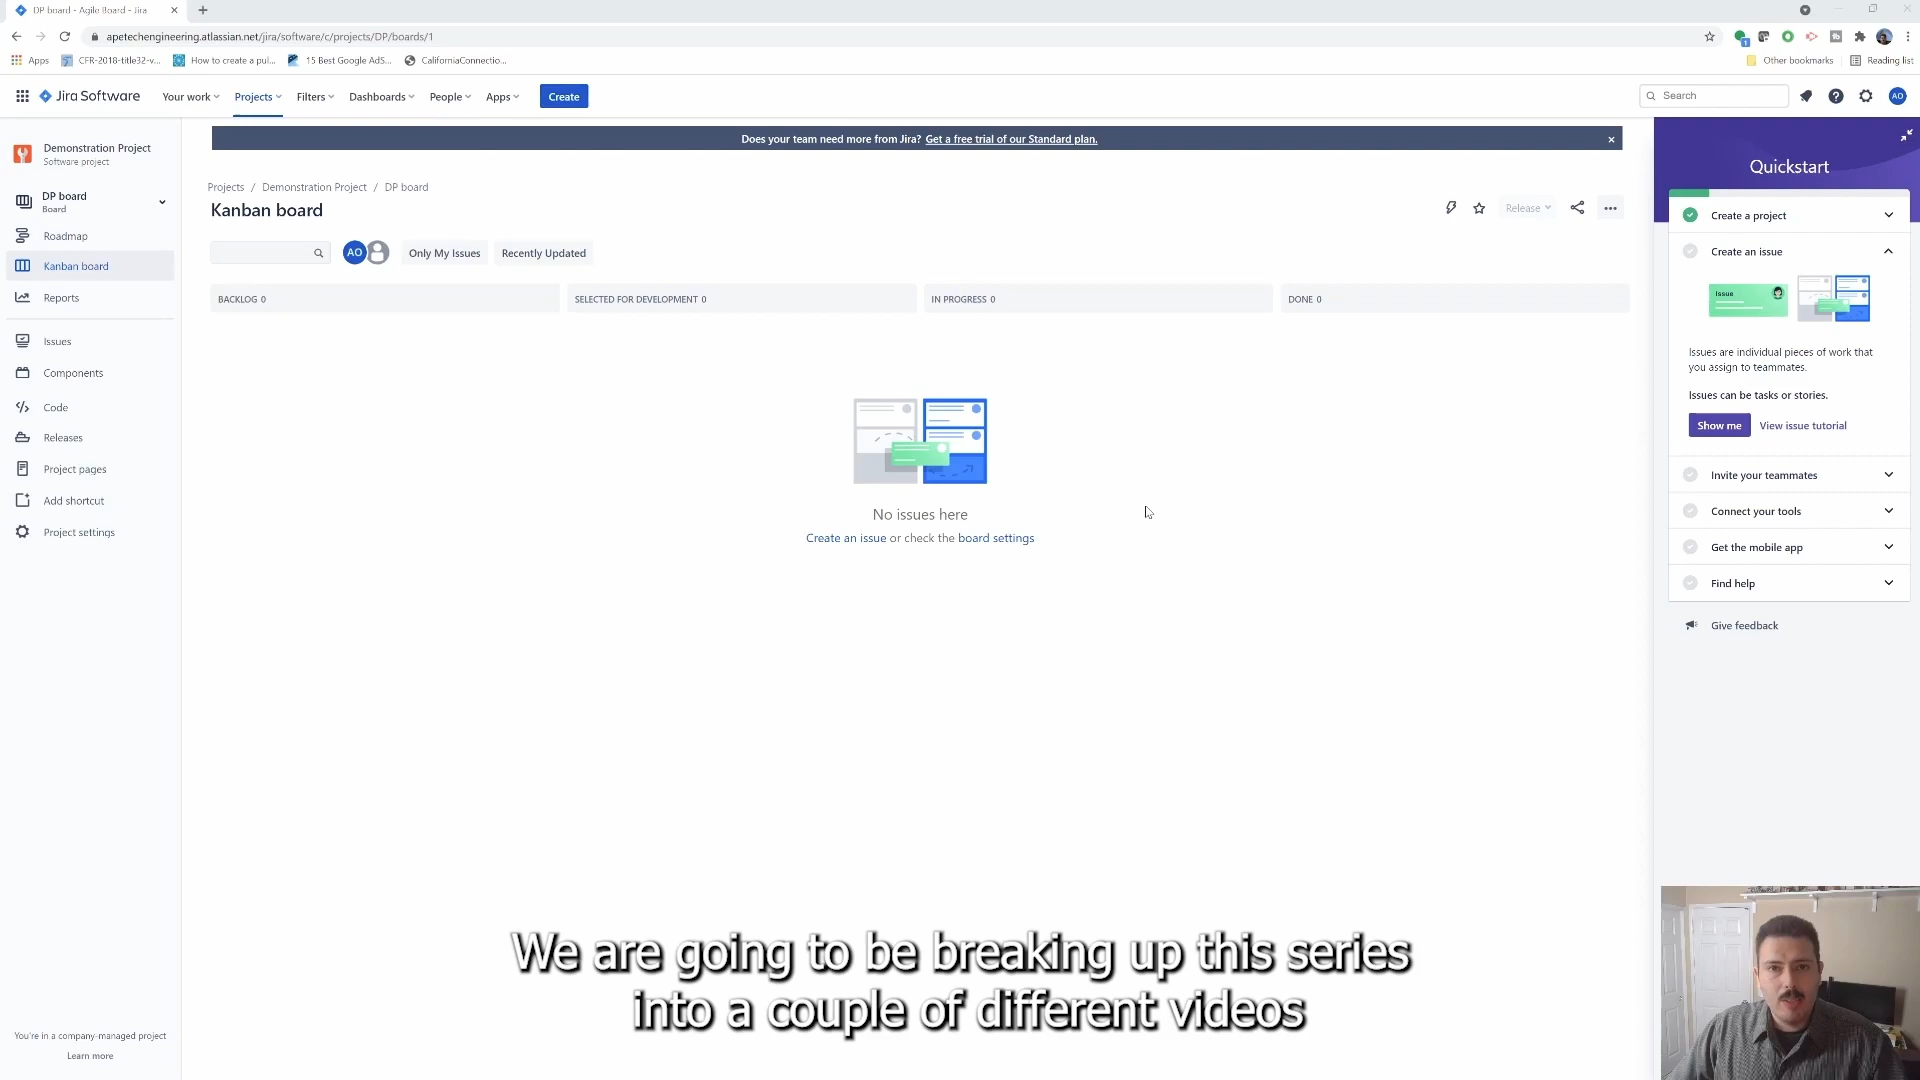 DP board - Agile Board - Jira
apetechengineering.atlassian.net/jira/software/c/projects/DP/boards/1
Apps
CFR-2018-title32-v...
How to create a pul...
15 Best Google AdS...
CaliforniaConnectio...
Other bookmarks
Reading list
Jira Software
Your work
Projects
Filters
Dashboards
People
Apps
Create
Search
AO
Demonstration Project
Software project
DP board
Board
Roadmap
Kanban board
Reports
Issues
Components
Code
Releases
Project pages
Add shortcut
Project settings
You're in a company-managed project
Learn more
Does your team need more from Jira? Get a free trial of our Standard plan.
Projects / Demonstration Project / DP board
Kanban board
Release
AO
Only My Issues
Recently Updated
BACKLOG 0
SELECTED FOR DEVELOPMENT 0
IN PROGRESS 0
DONE 0
No issues here
Create an issue or check the board settings
Quickstart
Create a project
Create an issue
Issue
Issues are individual pieces of work that
you assign to teammates.
Issues can be tasks or stories.
Show me
View issue tutorial
Invite your teammates
Connect your tools
Get the mobile app
Find help
Give feedback
We are going to be breaking up this series
into a couple of different videos